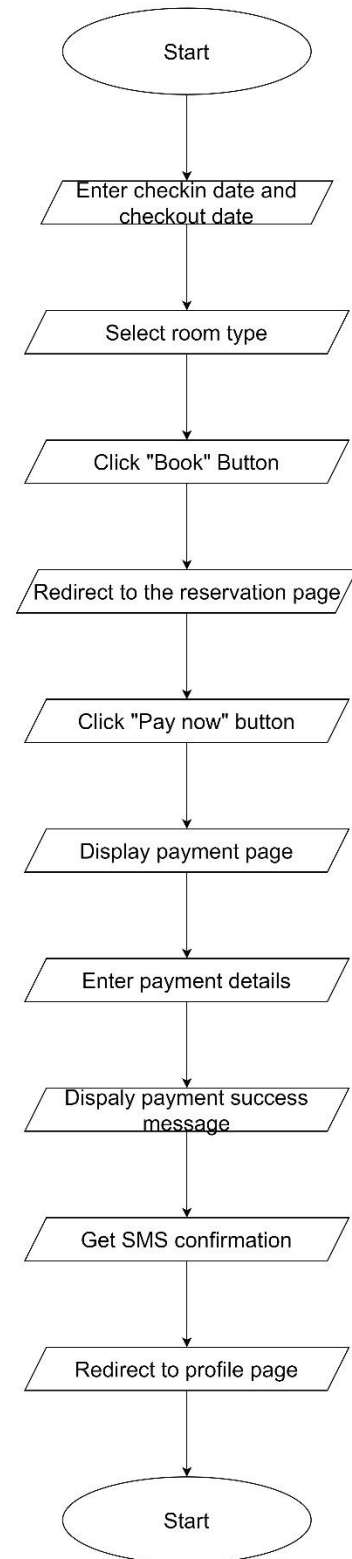 Start
Enter checkin date and
checkout date
Select room type
Click "Book" Button
Redirect to the reservation page
Click "Pay now" button
Display payment page
Enter payment details
Dispaly payment success
message
Get SMS confirmation
Redirect to profile page
Start